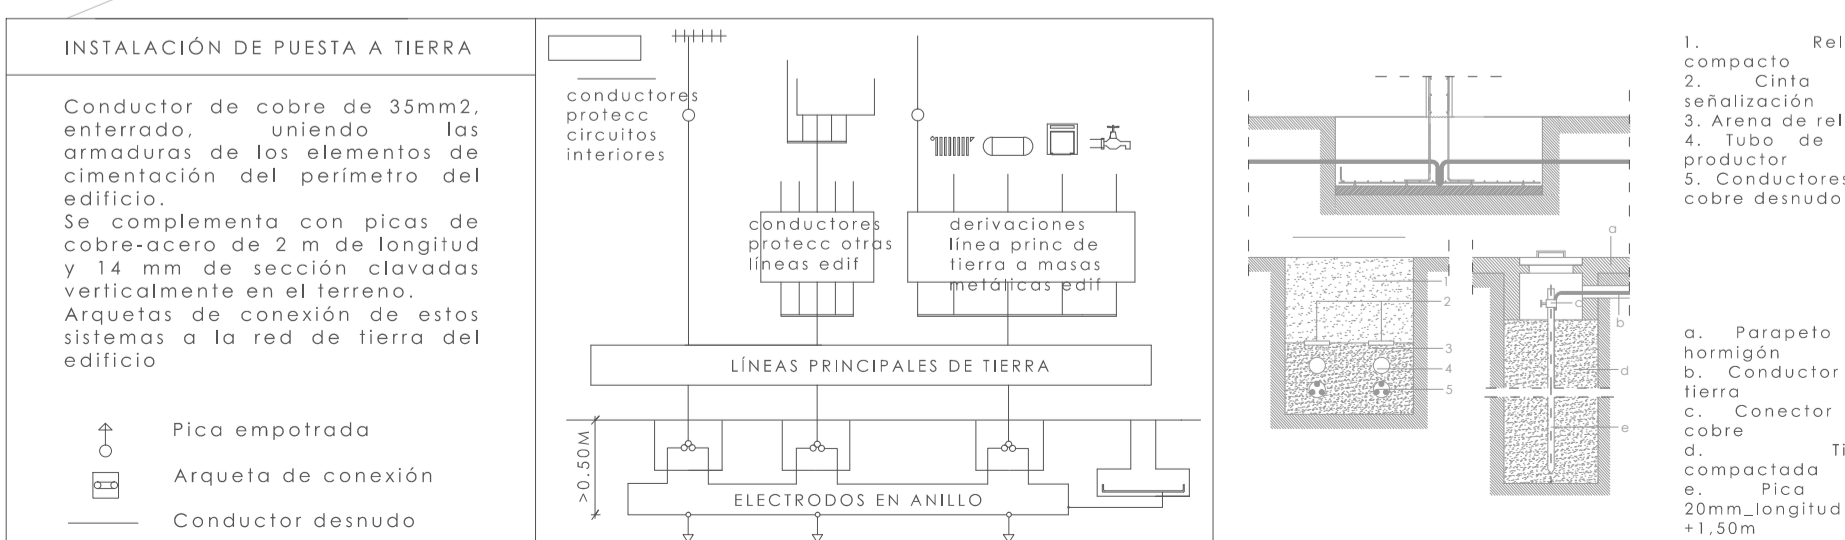 INSTALACIÓN DE PUESTA A TIERRA
Conductor de cobre de 35mm2,
enterrado, uniendo las
armaduras de los elementos de
cimentación del perímetro del
edificio.
Se complementa con picas de
cobre-acero de 2 m de longitud
y 14 mm de sección clavadas
verticalmente en el terreno.
Arquetas de conexión de estos
sistemas a la red de tierra del
edificio
Pica empotrada
Arqueta de conexión
Conductor desnudo
conductores
protecc
circuitos
interiores
conductores
protecc otras
líneas edif
derivaciones
línea princ de
tierra a masas
metálicas edif
LÍNEAS PRINCIPALES DE TIERRA
>0.50M
ELECTRODOS EN ANILLO
1
2
3
4
5
a
c
b
d
e
1. Rel
compacto
2. Cinta
señalización
3. Arena de rel
4. Tubo de
productor
5. Conductores
cobre desnudo
a. Parapeto
hormigón
b. Conductor
tierra
c. Conector
cobre
d. Ti
compactada
e. Pica
20mm_longitud
+1,50m